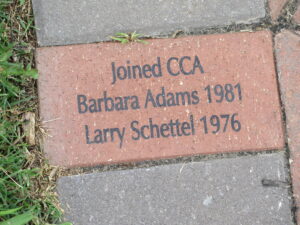 Joined CCA
Barbara Adams 1981
Larry Schettel 1976